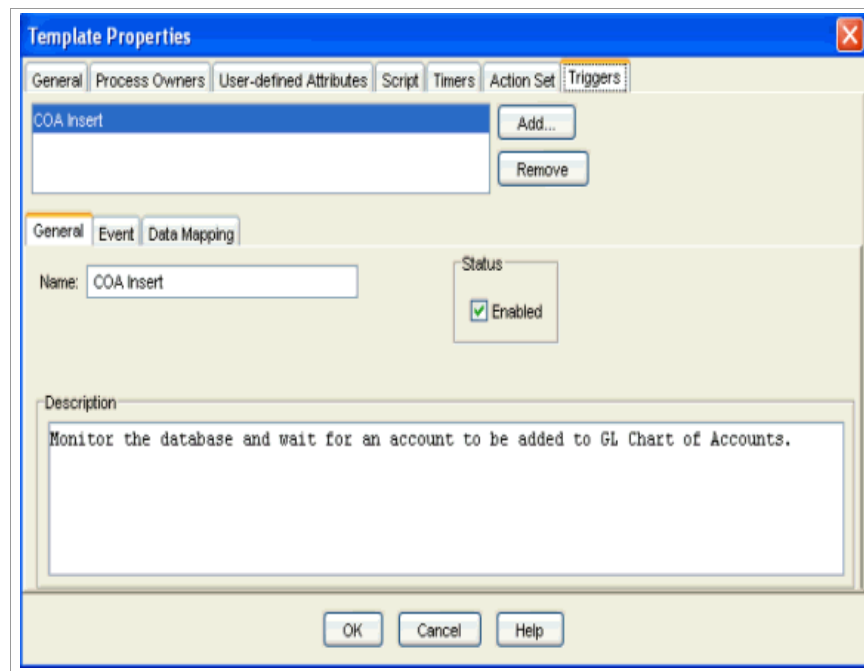 Template Properties
General Process Owners User-defined Attributes Script Timers Action Set Triggers
COA Insert
Add...
Remove
General Event Data Mapping
Name: COA Insert
Status
Enabled
Description
Monitor the database and wait for an account to be added to GL Chart of Accounts.
OK Cancel Help